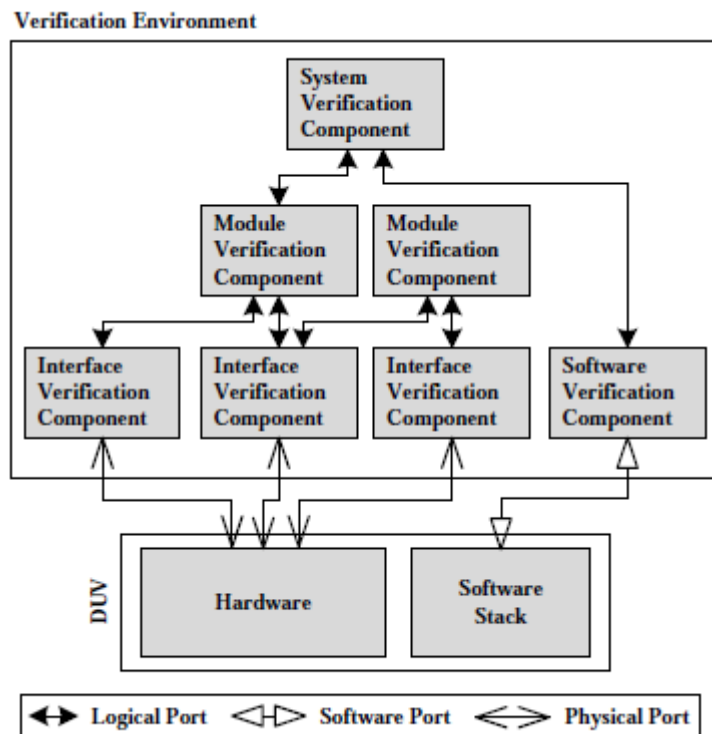 Verification Environment
System
Verification
Component
Module
Verification
Component
Module
Verification
Component
Interface
Verification
Component
Interface
Verification
Component
Interface
Verification
Component
Software
Verification
Component
DUV
Hardware
Software
Stack
Logical Port
Software Port
Physical Port